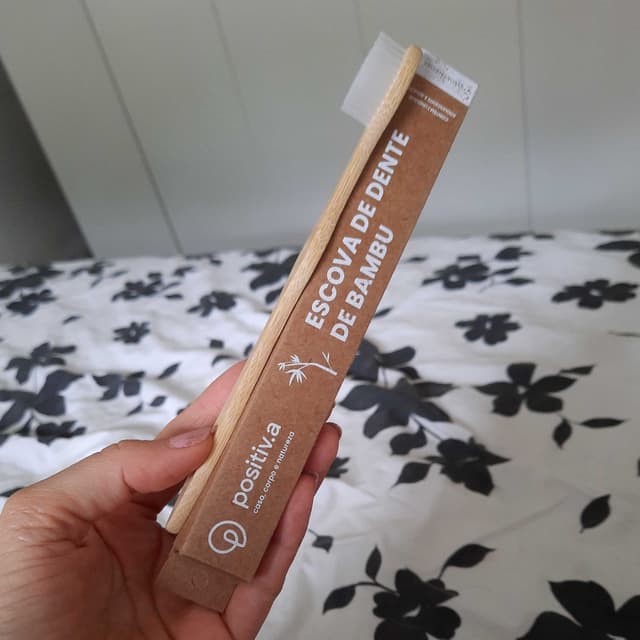 ESCOVA DE DENTE
DE BAMBU
positiv.a
casa, corpo e natureza